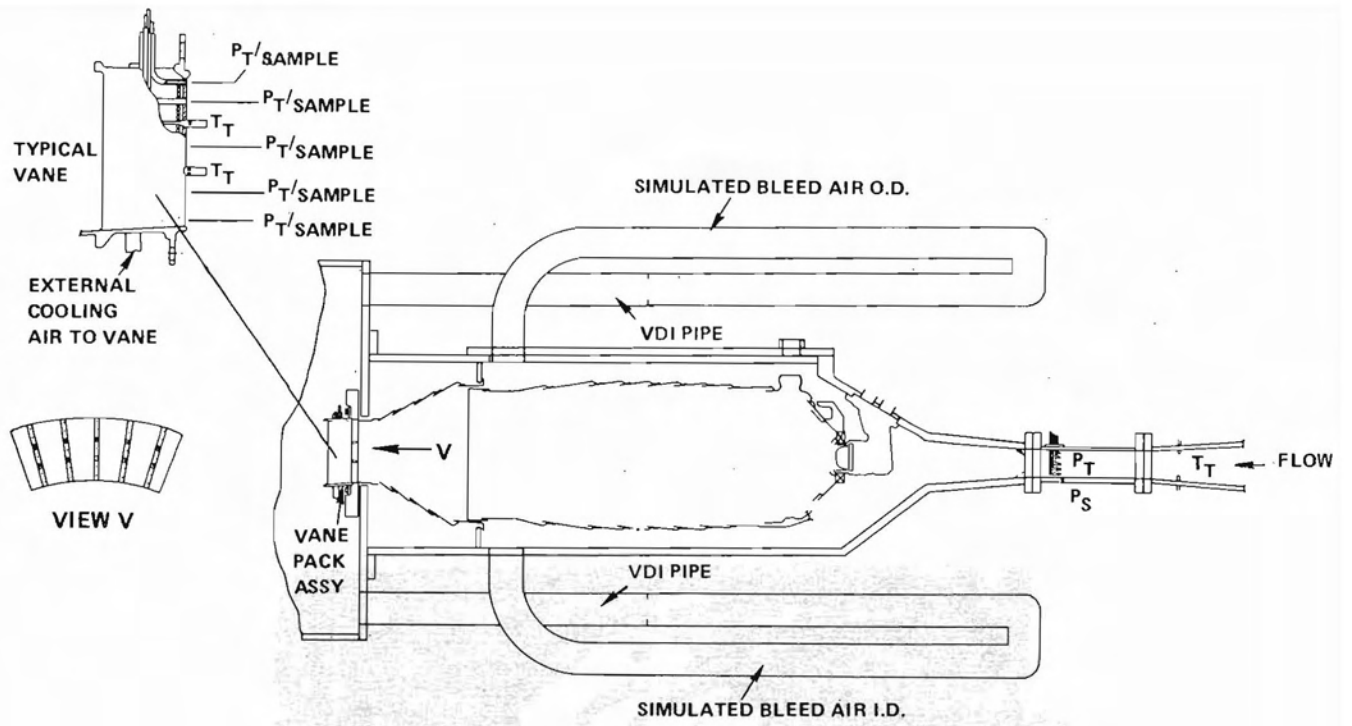 PT/SAMPLE
PT/SAMPLE
TT
TYPICAL
VANE
PT/SAMPLE
TT
PT/SAMPLE
PT/SAMPLE
EXTERNAL
COOLING
AIR TO VANE
SIMULATED BLEED AIR O.D.
VDI PIPE
V
VIEW V
VANE
PACK
ASSY
PT
PS
TT
FLOW
VDI PIPE
SIMULATED BLEED AIR I.D.